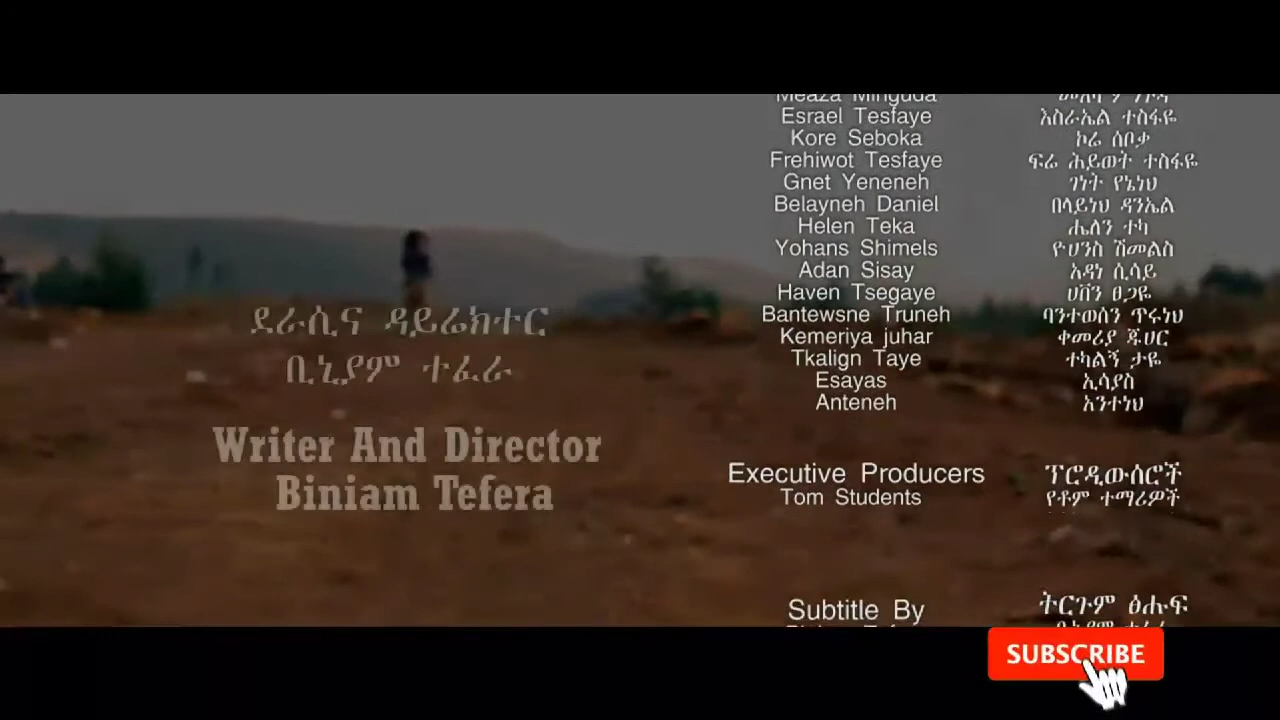 Meaza Minguda
Esrael Tesfaye እስራኤል ተስፋዬ
Kore Seboka ኮሬ ሰቦቃ
Frehiwot Tesfaye ፍሬ ሕይወት ተስፋዬ
Gnet Yeneneh ገነት የኔነህ
Belayneh Daniel በላይነህ ዳንኤል
Helen Teka ሔለን ተካ
Yohans Shimels ዮሀንስ ሽመልስ
Adan Sisay አዳነ ሲሳይ
Haven Tsegaye ሀቨን ፀጋዬ
Bantewsne Truneh ባንተወሰን ጥሩነህ
Kemeriya juhar ቀመሪያ ጁሀር
Tkalign Taye ተካልኝ ታዬ
Esayas ኢሳያስ
Anteneh አንተነህ
ደራሲና ዳይሬክተር
ቢኒያም ተፈራ
Writer And Director
Biniam Tefera
Executive Producers ፕሮዲውሰሮች
Tom Students የቶም ተማሪዎች
Subtitle By ትርጉም ፅሑፍ
SUBSCRIBE